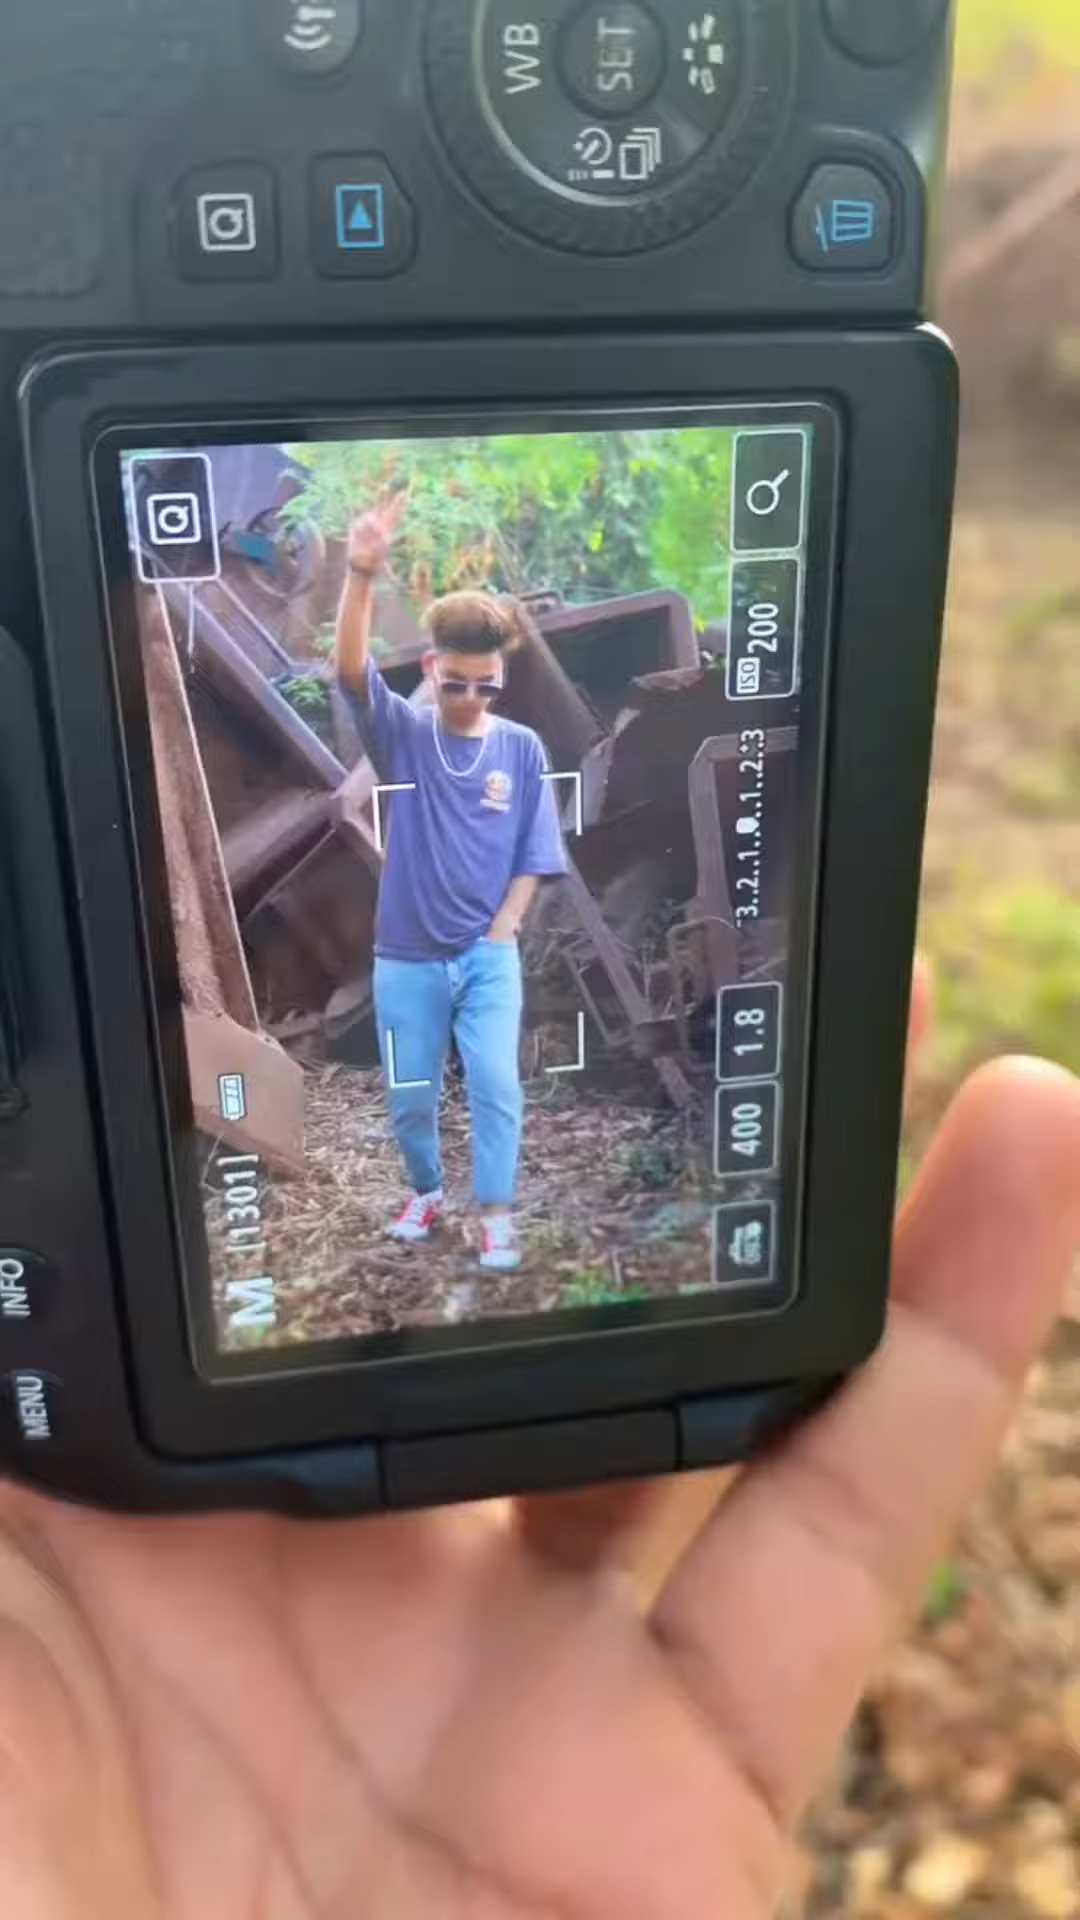 WB
SET
Q
Q
ISO 200
-3..2..1..0..1..2.+3
1.8
400
M [1301]
INFO
MENU